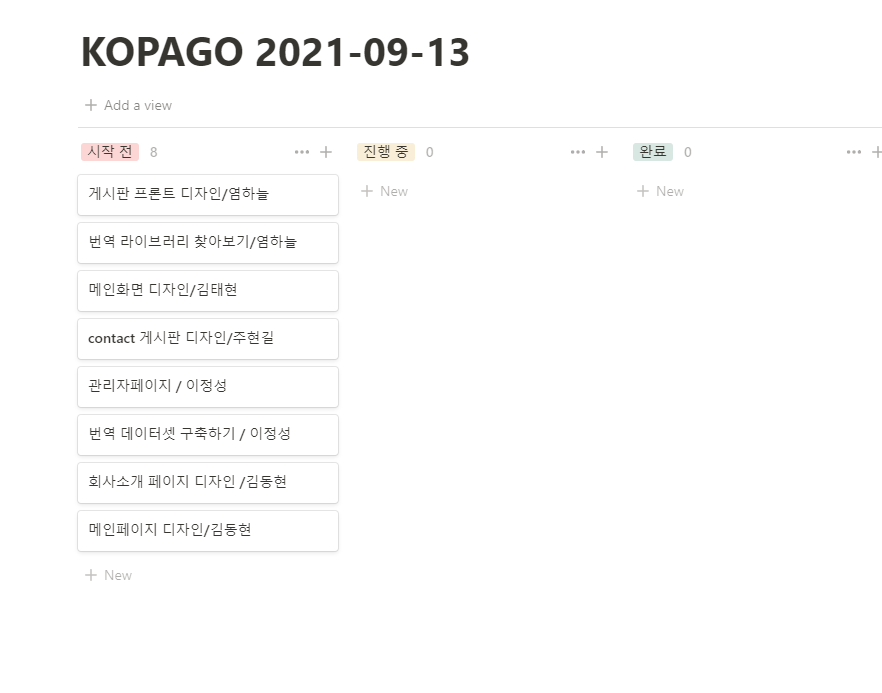 KOPAGO 2021-09-13
+ Add a view
시작 전 8 ••• +
진행 중 0 ••• +
완료 0 ••• +
게시판 프론트 디자인/염하늘
번역 라이브러리 찾아보기/염하늘
메인화면 디자인/김태현
contact 게시판 디자인/주현길
관리자페이지 / 이정성
번역 데이터셋 구축하기 / 이정성
회사소개 페이지 디자인 /김동현
메인페이지 디자인/김동현
+ New
+ New
+ New